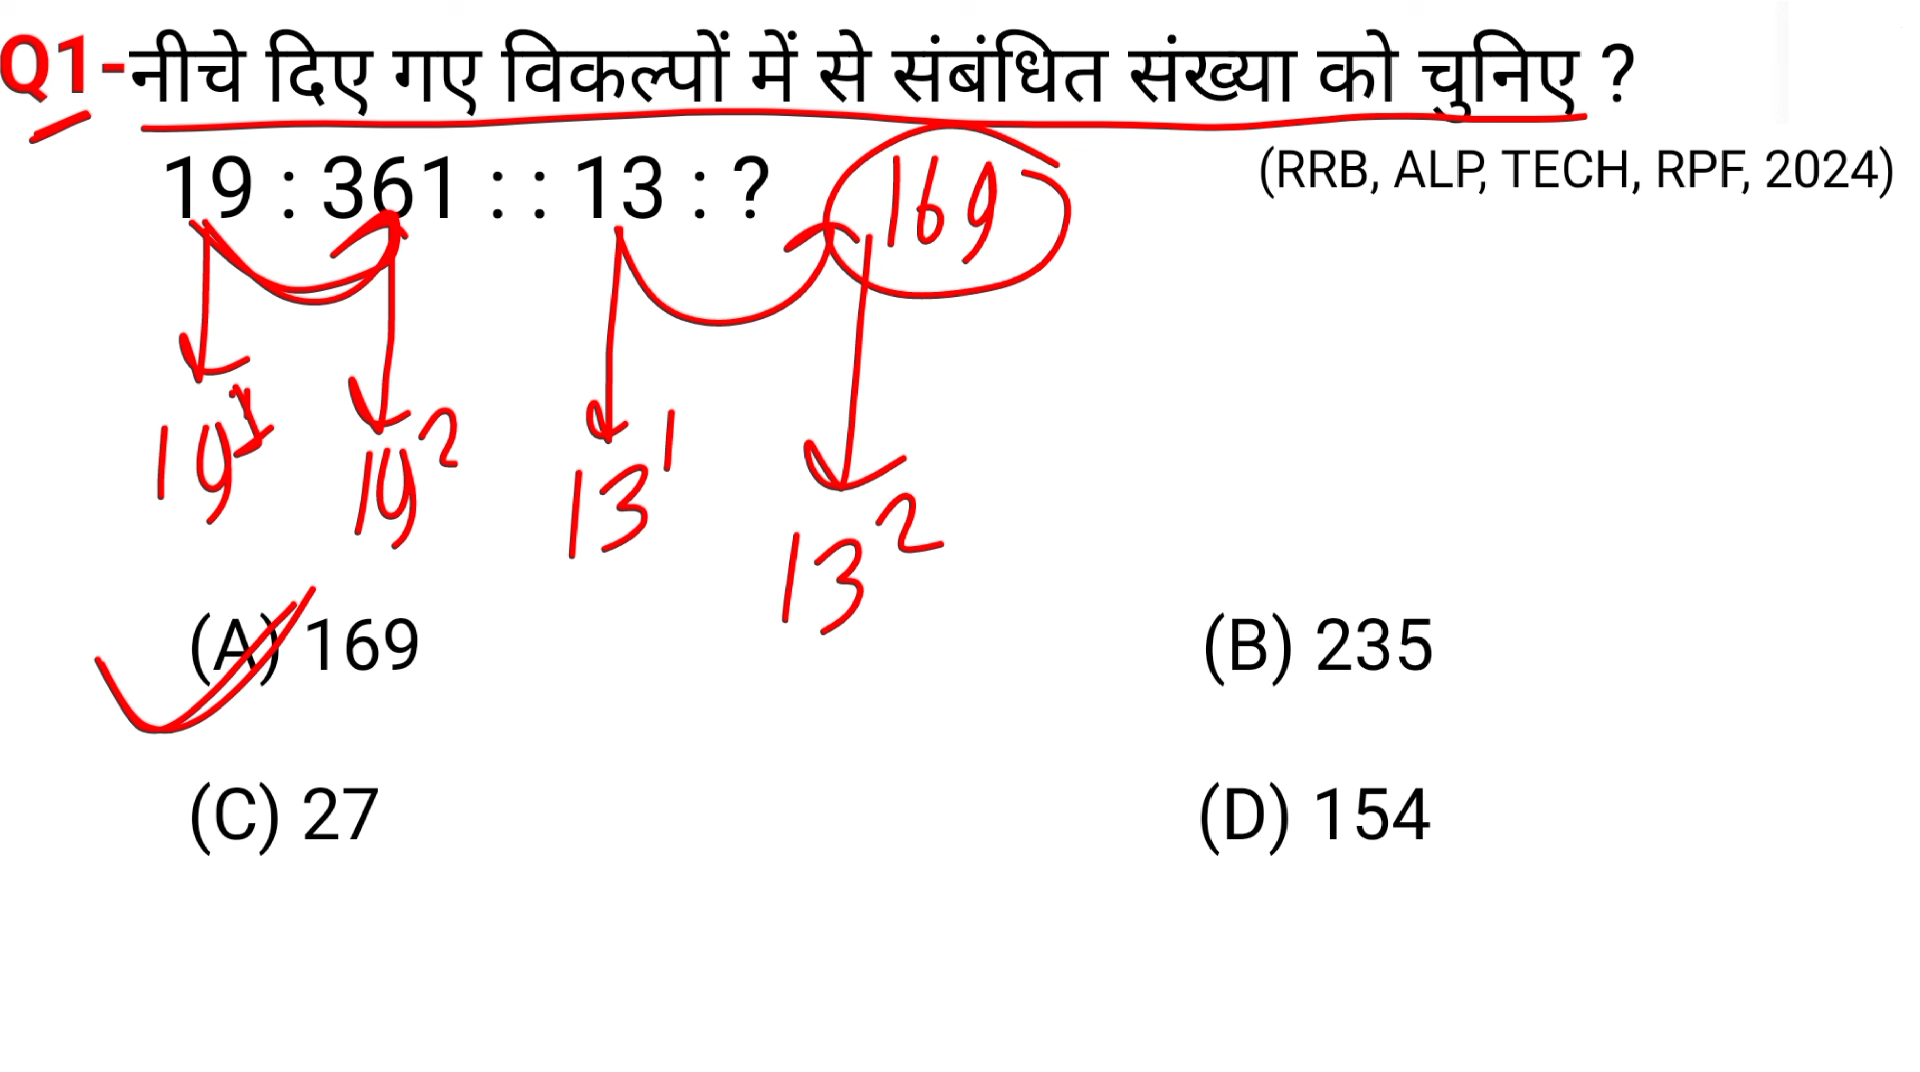 Q1-नीचे दिए गए विकल्पों में से संबंधित संख्या को चुनिए ?
19 : 361 : : 13 : ? 169
(RRB, ALP, TECH, RPF, 2024)
19¹ 19² 13¹ 13²
(A) 169 (B) 235
(C) 27 (D) 154